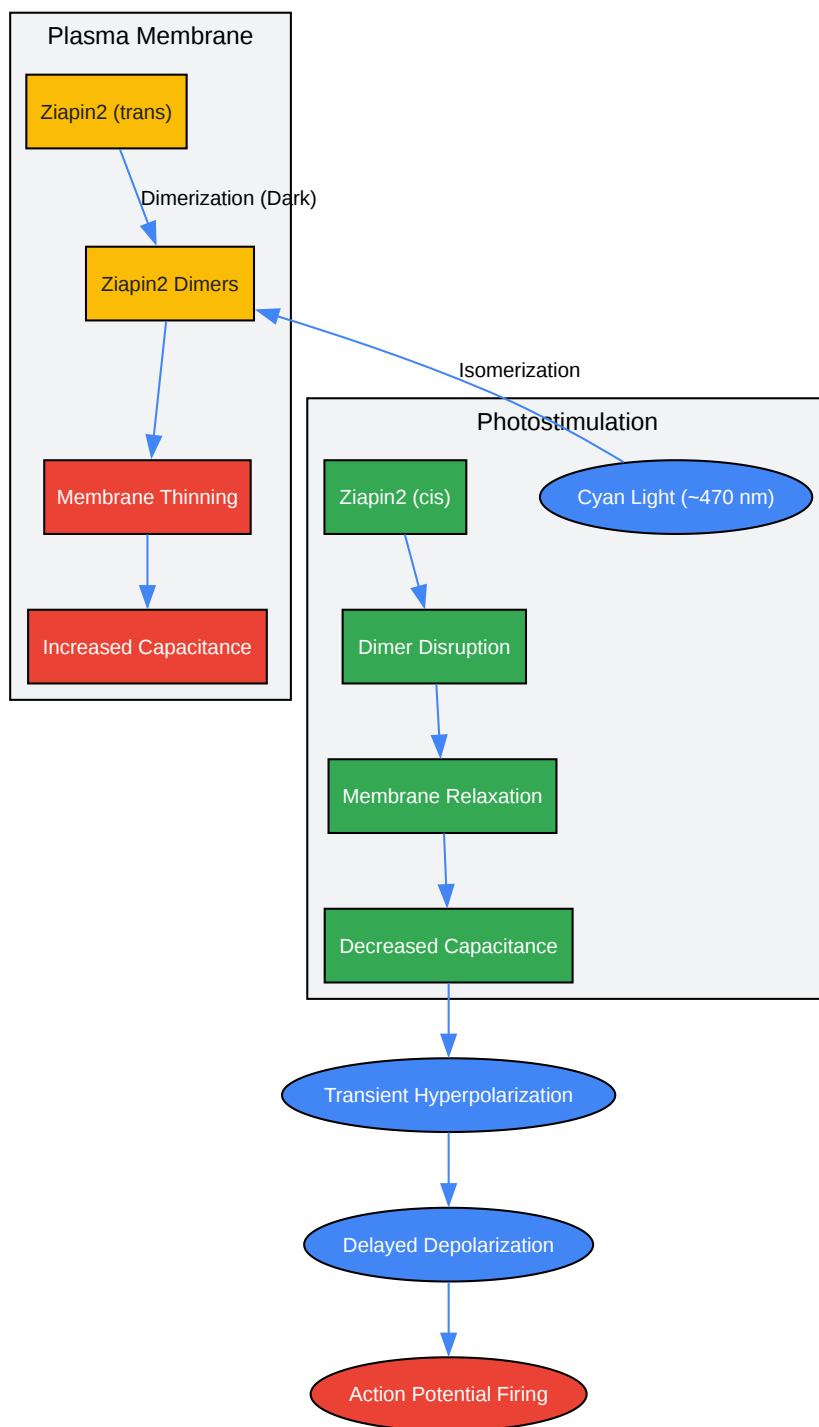 Plasma Membrane
Ziapin2 (trans)
Dimerization (Dark)
Ziapin2 Dimers
Isomerization
Photostimulation
Membrane Thinning
Ziapin2 (cis)
Cyan Light (~470 nm)
Increased Capacitance
Dimer Disruption
Membrane Relaxation
Decreased Capacitance
Transient Hyperpolarization
Delayed Depolarization
Action Potential Firing